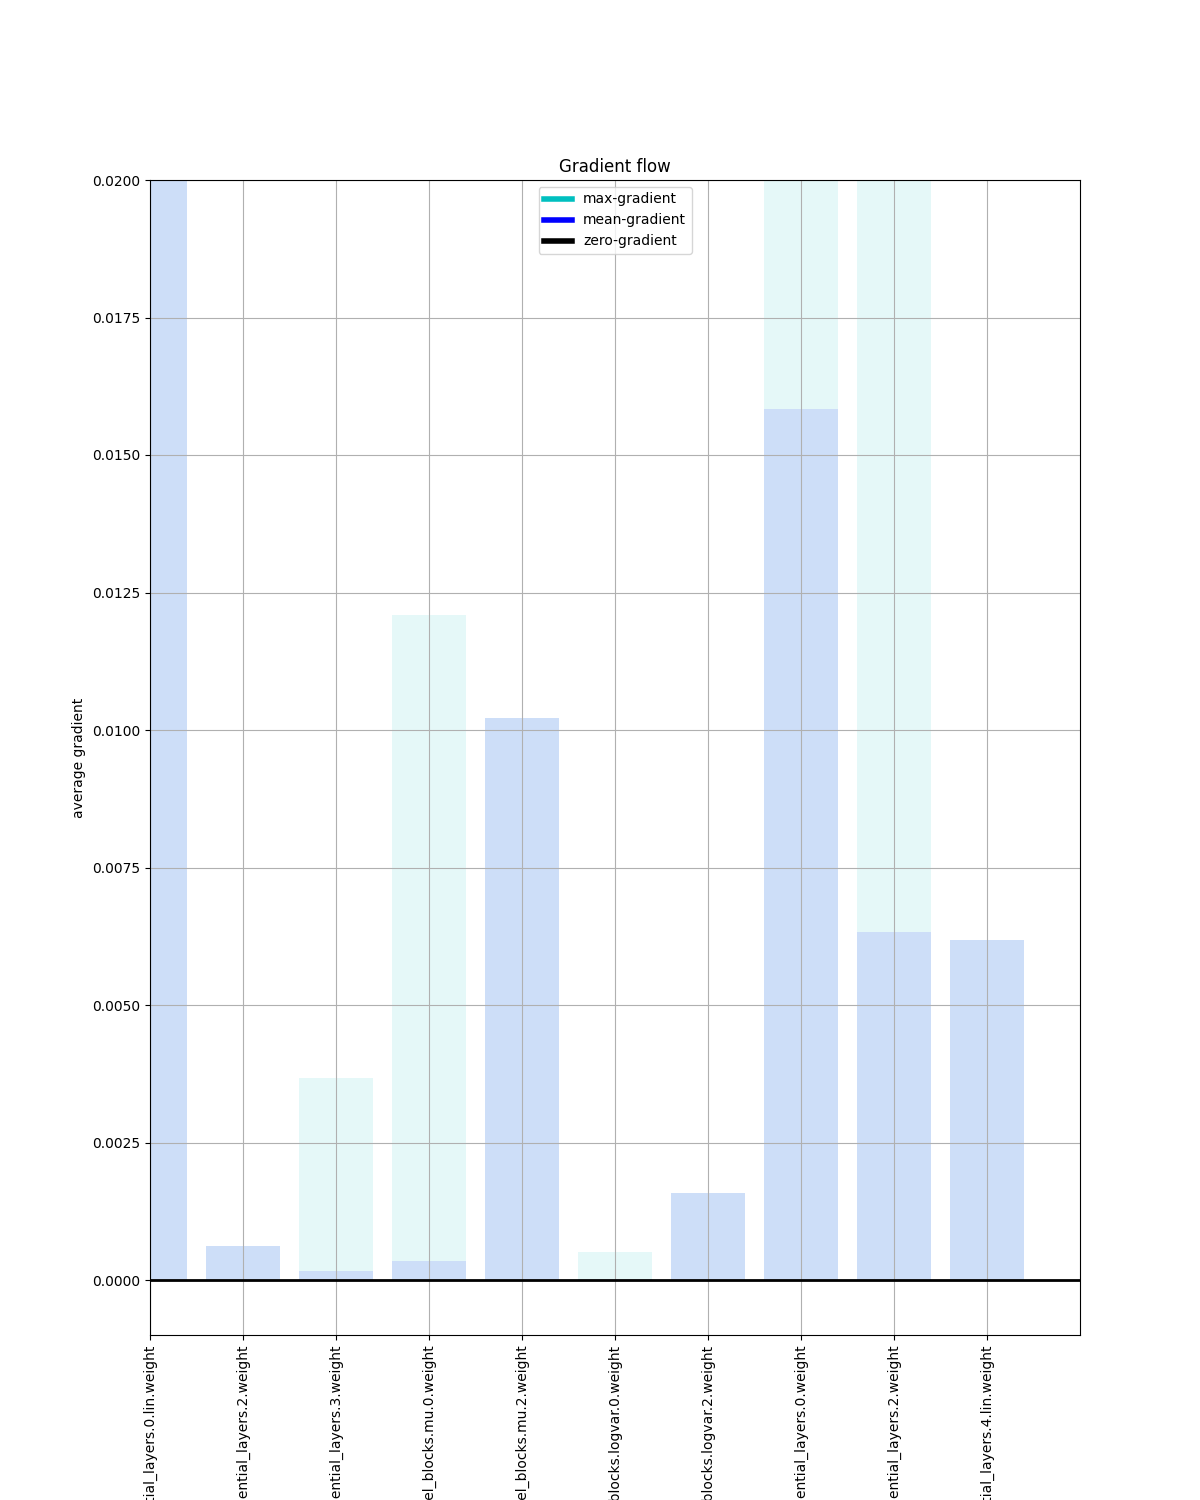 Gradient flow
max-gradient
mean-gradient
zero-gradient
0.0200
0.0175
0.0150
0.0125
0.0100
0.0075
0.0050
0.0025
0.0000
average gradient
tial_layers.0.lin.weight
ential_layers.2.weight
ential_layers.3.weight
el_blocks.mu.0.weight
el_blocks.mu.2.weight
blocks.logvar.0.weight
blocks.logvar.2.weight
ential_layers.0.weight
ential_layers.2.weight
tial_layers.4.lin.weight